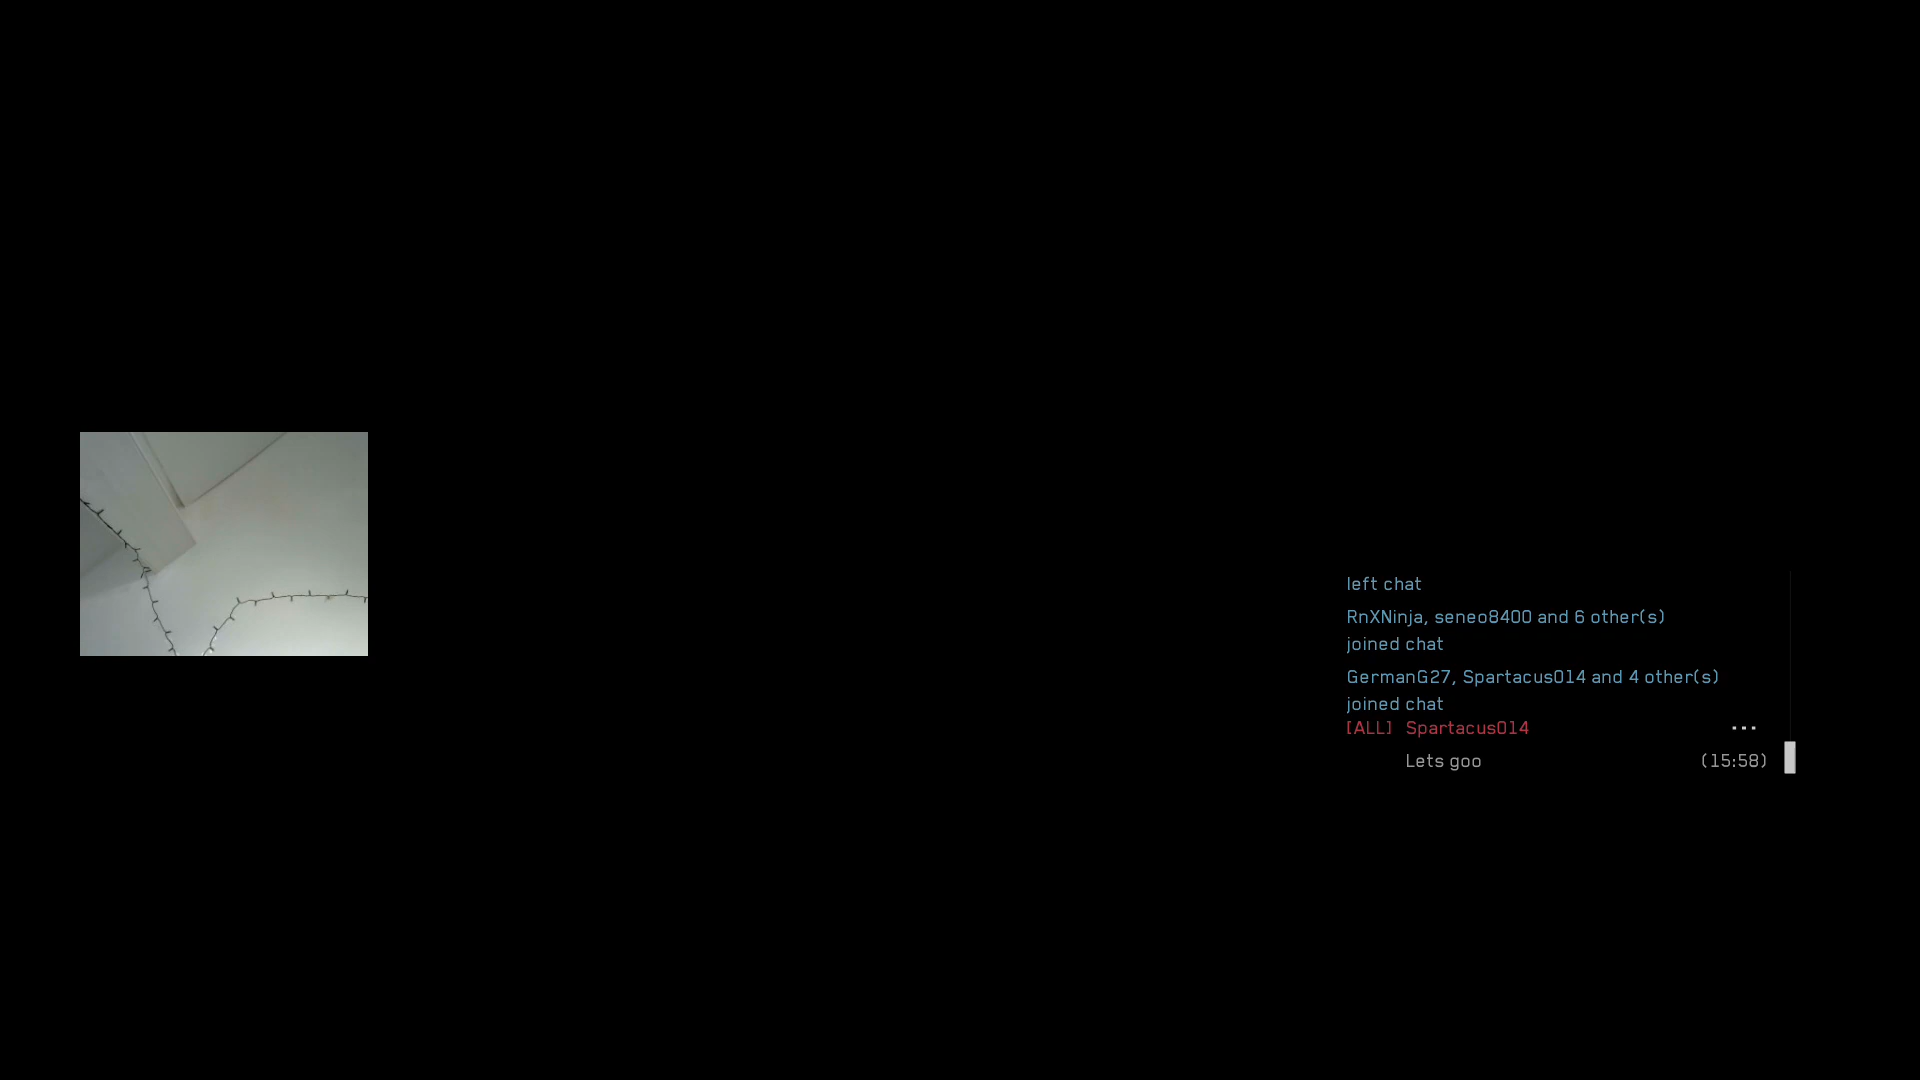 left chat
RnXNinja, seneo8400 and 6 other(s)
joined chat
GermanG27, Spartacus014 and 4 other(s)
joined chat
[ALL] Spartacus014 ...
Lets goo (15:58)